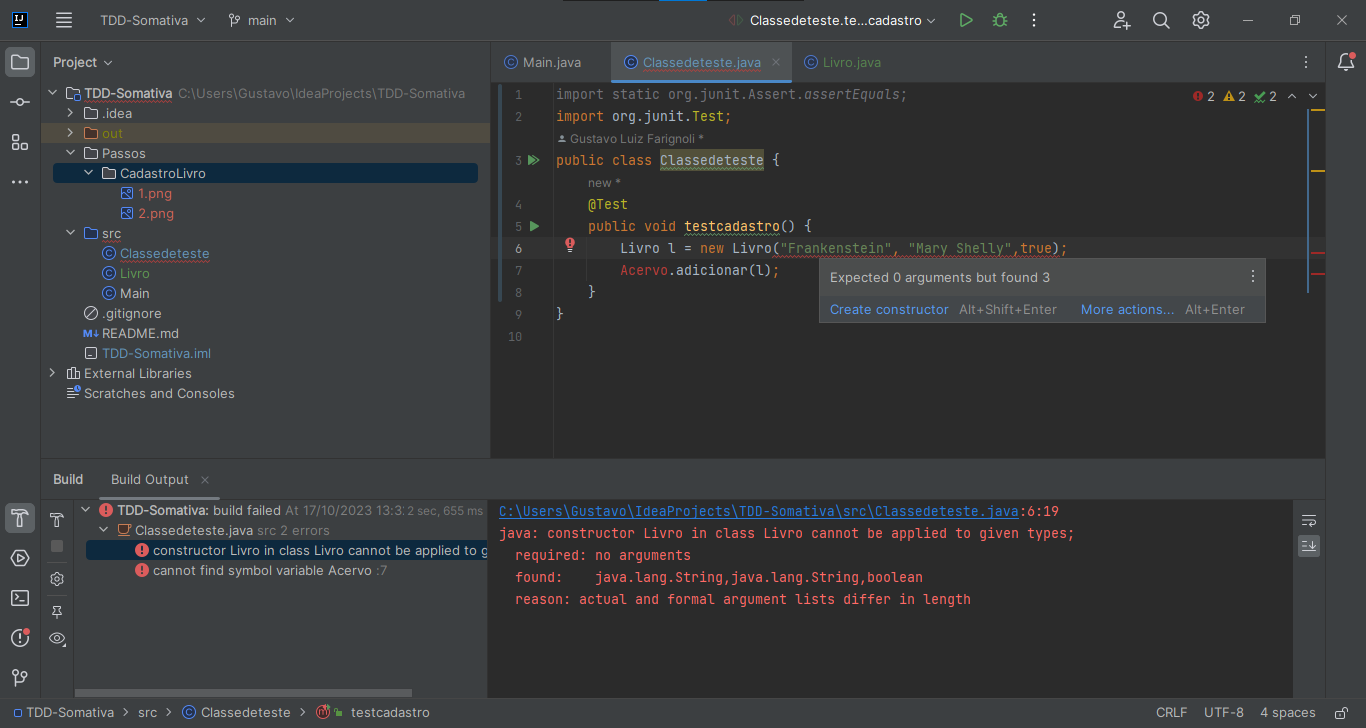 TDD-Somativa
main
Classedeteste.te...cadastro
Project
Main.java
Classedeteste.java
Livro.java
TDD-Somativa C:\Users\Gustavo\IdeaProjects\TDD-Somativa
.idea
out
Passos
CadastroLivro
1.png
2.png
src
Classedeteste
Livro
Main
.gitignore
M↓ README.md
TDD-Somativa.iml
External Libraries
Scratches and Consoles
2 2 2
1 import static org.junit.Assert.assertEquals;
2 import org.junit.Test;
Gustavo Luiz Farignoli *
3 public class Classedeteste {
new *
4 @Test
5 public void testcadastro() {
6 Livro l = new Livro("Frankenstein", "Mary Shelly",true);
7 Acervo.adicionar(l);
8 }
9 }
10
Expected 0 arguments but found 3
Create constructor Alt+Shift+Enter More actions... Alt+Enter
Build Build Output
TDD-Somativa: build failed At 17/10/2023 13:3 2 sec, 655 ms
Classedeteste.java src 2 errors
constructor Livro in class Livro cannot be applied to g
cannot find symbol variable Acervo :7
C:\Users\Gustavo\IdeaProjects\TDD-Somativa\src\Classedeteste.java:6:19
java: constructor Livro in class Livro cannot be applied to given types;
required: no arguments
found: java.lang.String,java.lang.String,boolean
reason: actual and formal argument lists differ in length
TDD-Somativa > src > Classedeteste > testcadastro
CRLF UTF-8 4 spaces